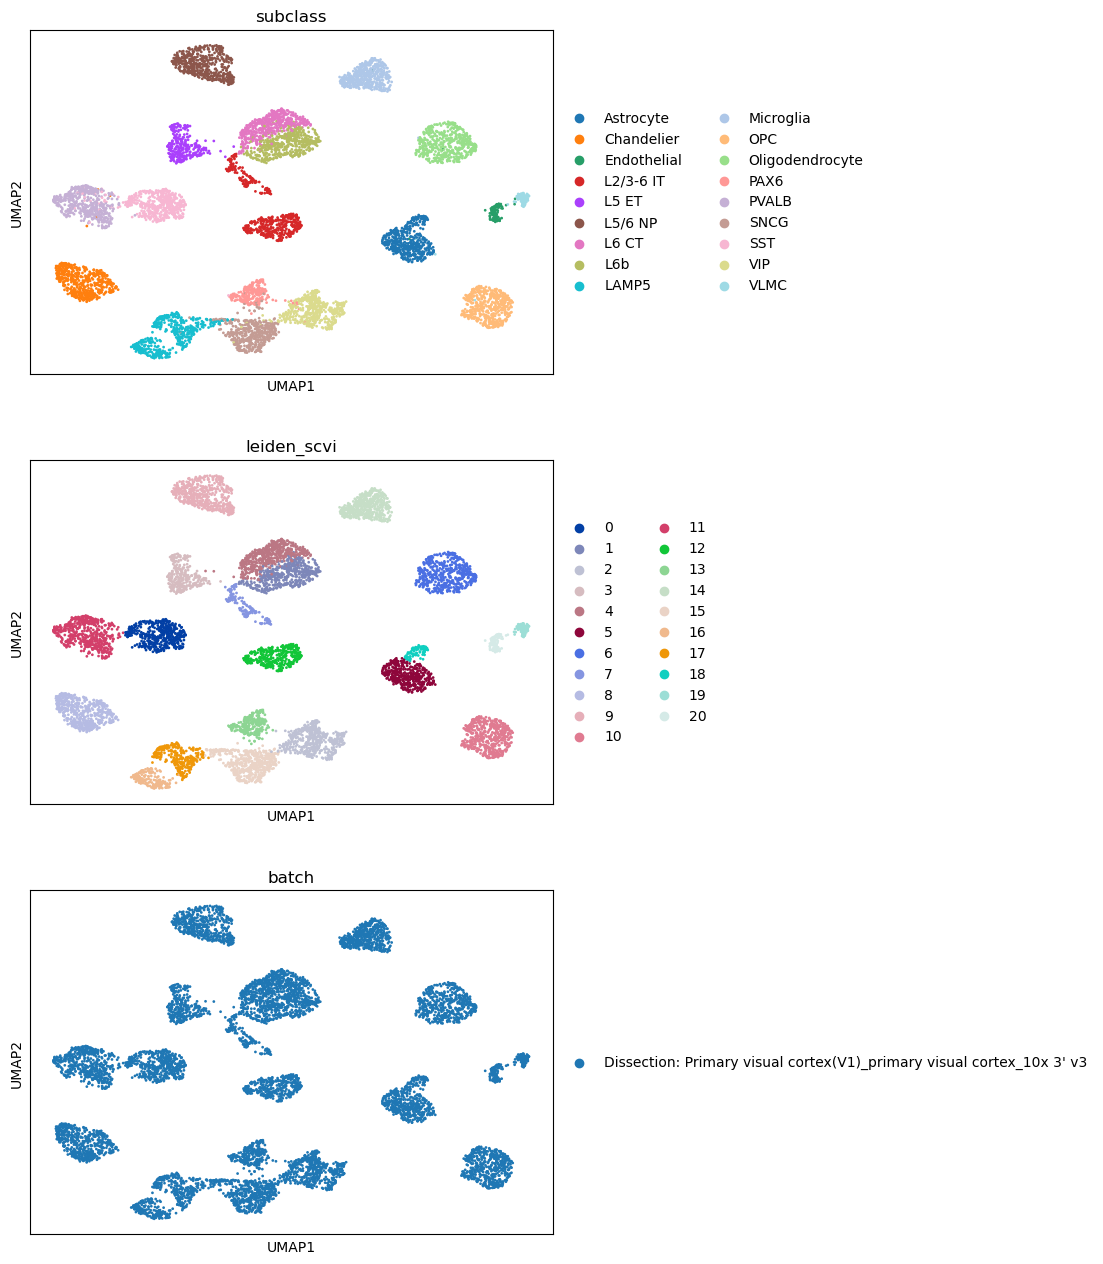 subclass
UMAP2
UMAP1
Astrocyte
Chandelier
Endothelial
L2/3-6 IT
L5 ET
L5/6 NP
L6 CT
L6b
LAMP5
Microglia
OPC
Oligodendrocyte
PAX6
PVALB
SNCG
SST
VIP
VLMC
leiden_scvi
UMAP2
UMAP1
0
1
2
3
4
5
6
7
8
9
10
11
12
13
14
15
16
17
18
19
20
batch
UMAP2
UMAP1
Dissection: Primary visual cortex(V1)_primary visual cortex_10x 3' v3